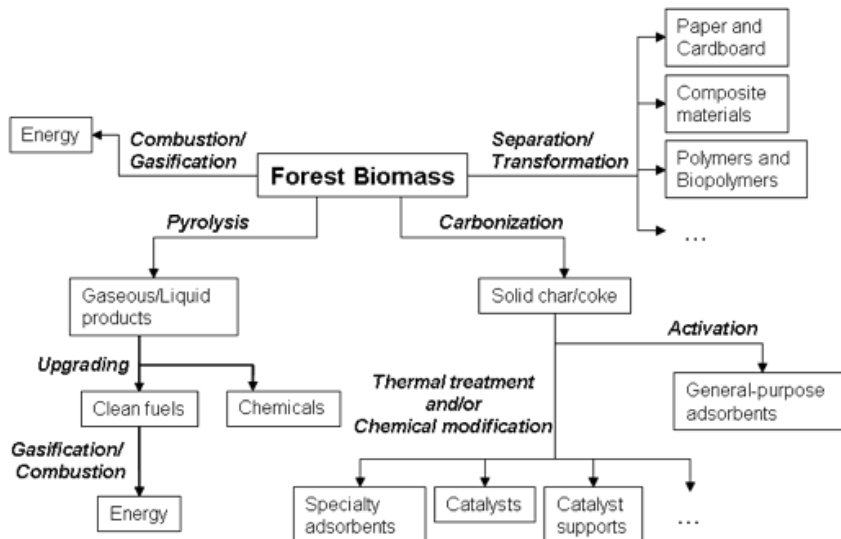 Paper and
Cardboard
Composite
materials
Energy
Combustion/
Gasification
Separation/
Transformation
Polymers and
Biopolymers
Forest Biomass
...
Pyrolysis
Carbonization
Gaseous/Liquid
products
Solid char/coke
Activation
Upgrading
Thermal treatment
and/or
Chemical modification
General-purpose
adsorbents
Clean fuels
Chemicals
Gasification/
Combustion
Energy
Specialty
adsorbents
Catalysts
Catalyst
supports
...